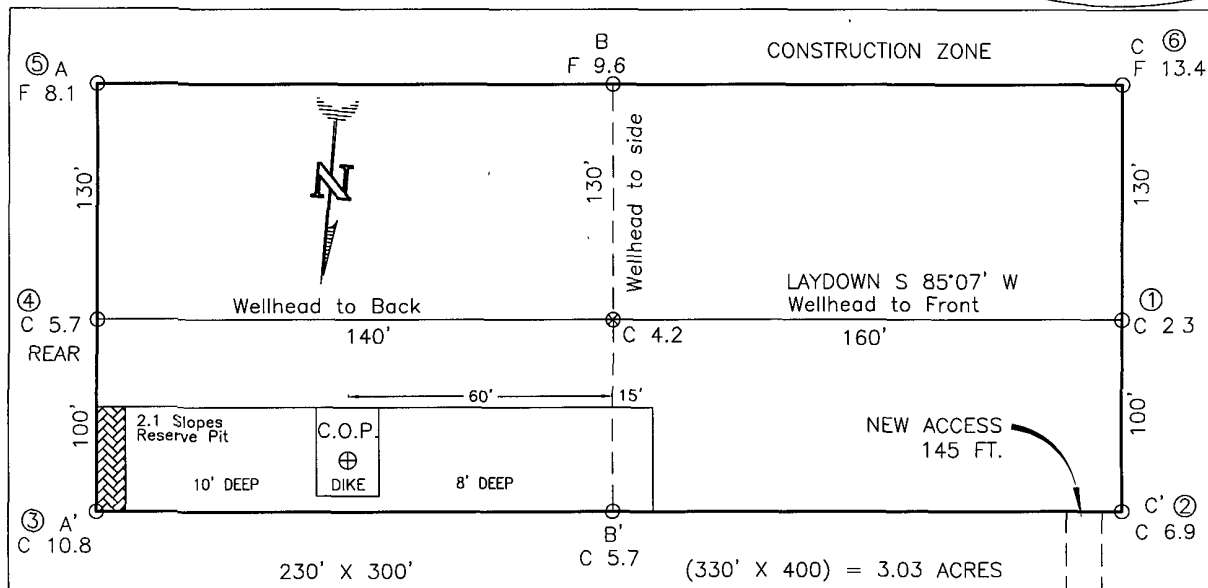 B
CONSTRUCTION ZONE
C ⑥
⑤ A
F 9.6
F 13.4
F 8.1
130'
130'
Wellhead to side
130'
N
LAYDOWN S 85°07' W
④
Wellhead to Back
Wellhead to Front
①
C 5.7
140'
C 4.2
160'
C 2 3
REAR
60'
15'
100'
2.1 Slopes
Reserve Pit
C.O.P.
NEW ACCESS
145 FT.
100'
10' DEEP
DIKE
8' DEEP
③ A'
C' ②
C 10.8
B'
C 6.9
C 5.7
230' X 300'
(330' X 400) = 3.03 ACRES